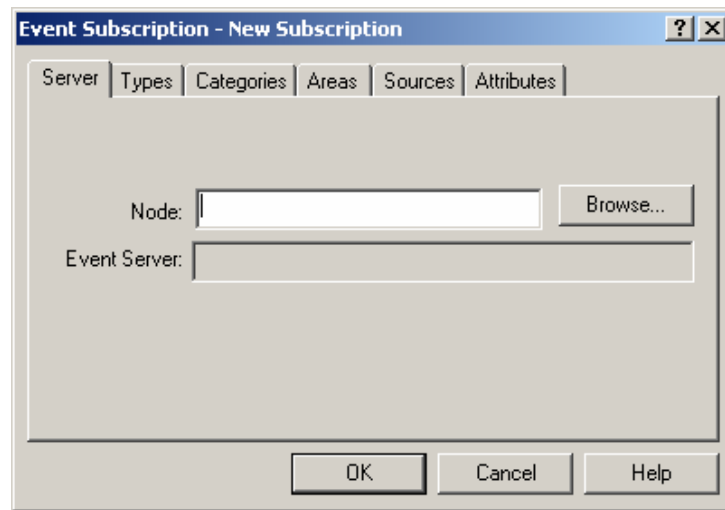 Event Subscription - New Subscription
Server Types Categories Areas Sources Attributes
Node: Browse...
Event Server:
OK Cancel Help